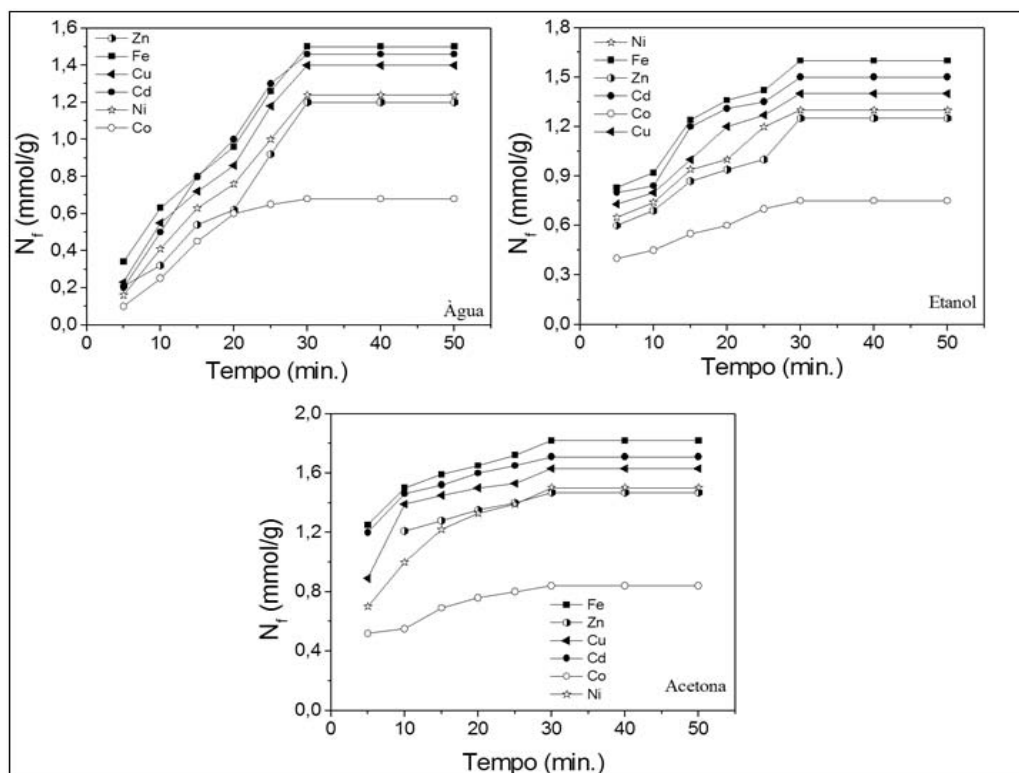 1,6
1,4
1,2
1,0
0,8
0,6
0,4
0,2
0,0
N_f (mmol/g)
Zn
Fe
Cu
Cd
Ni
Co
Àgua
0 10 20 30 40 50
Tempo (min.)
1,8
1,5
1,2
0,9
0,6
0,3
0,0
N_f (mmol/g)
Ni
Fe
Zn
Cd
Co
Cu
Etanol
0 10 20 30 40 50
Tempo (min.)
2,0
1,6
1,2
0,8
0,4
0,0
N_f (mmol/g)
Fe
Zn
Cu
Cd
Co
Ni
Acetona
0 10 20 30 40 50
Tempo (min.)